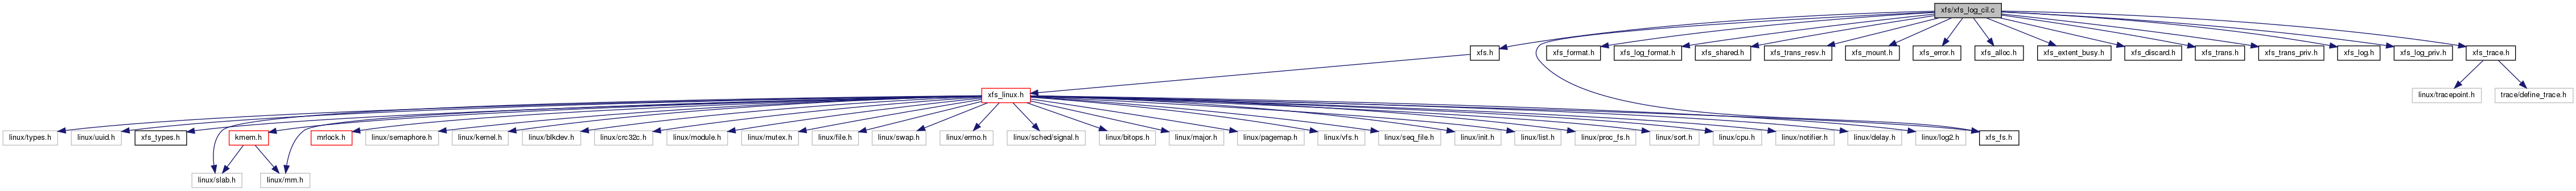 xfs/xfs_log_cil.c
xfs.h
xfs_format.h
xfs_log_format.h
xfs_shared.h
xfs_trans_resv.h
xfs_mount.h
xfs_error.h
xfs_alloc.h
xfs_extent_busy.h
xfs_discard.h
xfs_trans.h
xfs_trans_priv.h
xfs_log.h
xfs_log_priv.h
xfs_trace.h
xfs_linux.h
linux/tracepoint.h
trace/define_trace.h
linux/types.h
linux/uuid.h
xfs_types.h
kmem.h
mrlock.h
linux/semaphore.h
linux/kernel.h
linux/blkdev.h
linux/crc32c.h
linux/module.h
linux/mutex.h
linux/file.h
linux/swap.h
linux/errno.h
linux/sched/signal.h
linux/bitops.h
linux/major.h
linux/pagemap.h
linux/vfs.h
linux/seq_file.h
linux/init.h
linux/list.h
linux/proc_fs.h
linux/sort.h
linux/cpu.h
linux/notifier.h
linux/delay.h
linux/log2.h
xfs_fs.h
linux/slab.h
linux/mm.h